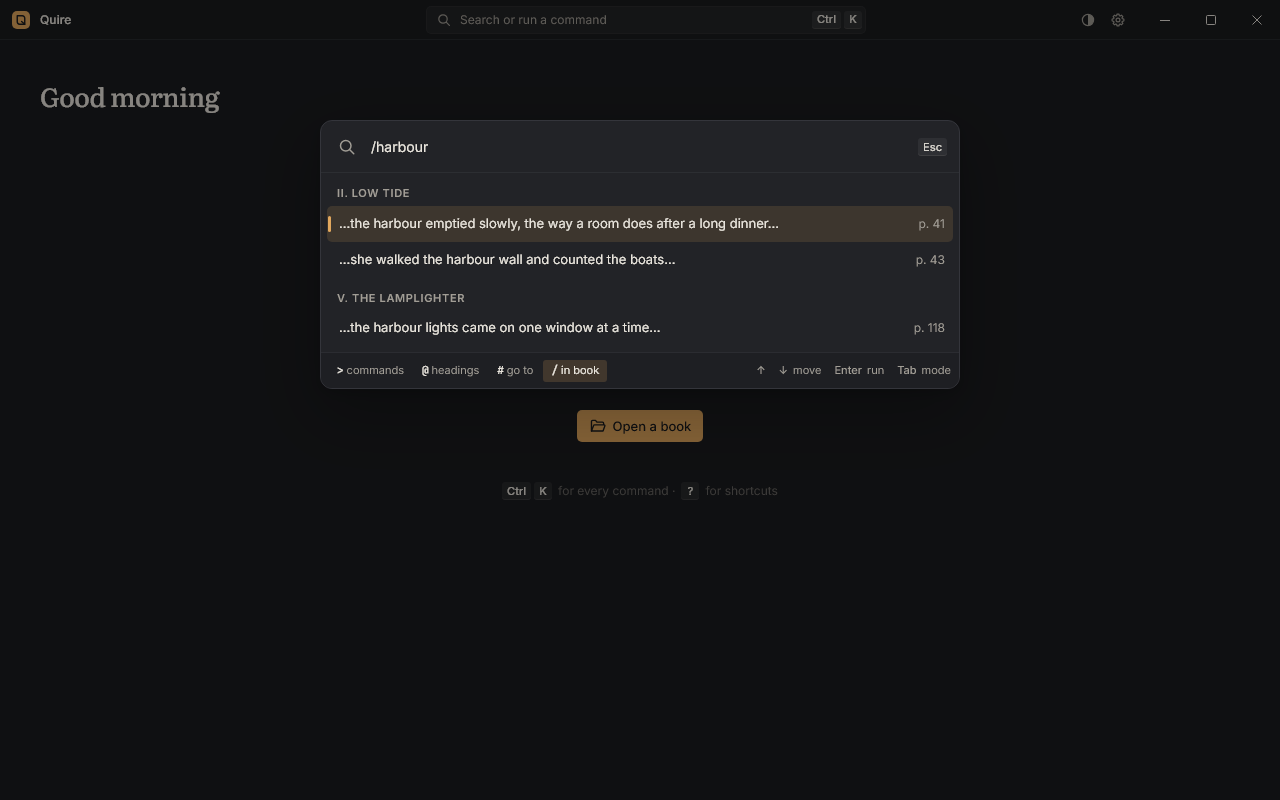 Quire
Search or run a command Ctrl K
Good morning
/harbour Esc
II. LOW TIDE
...the harbour emptied slowly, the way a room does after a long dinner... p. 41
...she walked the harbour wall and counted the boats... p. 43
V. THE LAMPLIGHTER
...the harbour lights came on one window at a time... p. 118
> commands @ headings # go to / in book ↑ ↓ move Enter run Tab mode
Open a book
Ctrl K for every command · ? for shortcuts